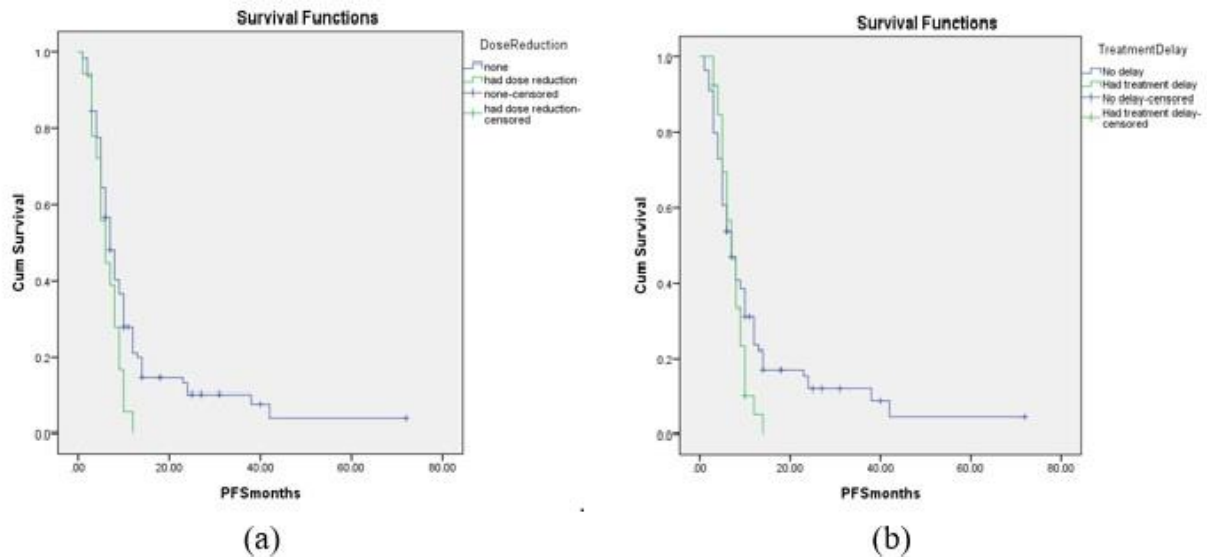 Survival Functions
DoseReduction
none
had dose reduction
none-censored
had dose reduction-
censored
1.0
0.8
0.6
0.4
0.2
0.0
Cum Survival
.00 20.00 40.00 60.00 80.00
PFSmonths
(a)
.
Survival Functions
TreatmentDelay
No delay
Had treatment delay
No delay-censored
Had treatment delay-
censored
1.0
0.8
0.6
0.4
0.2
0.0
Cum Survival
.00 20.00 40.00 60.00 80.00
PFSmonths
(b)